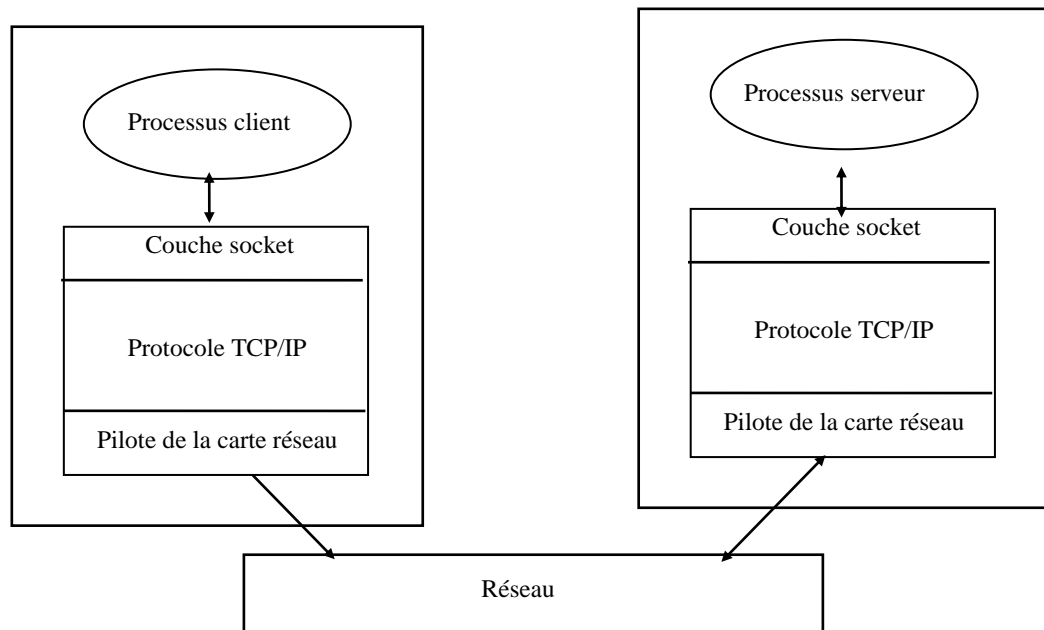 Processus client
Couche socket
Protocole TCP/IP
Pilote de la carte réseau
Processus serveur
Couche socket
Protocole TCP/IP
Pilote de la carte réseau
Réseau